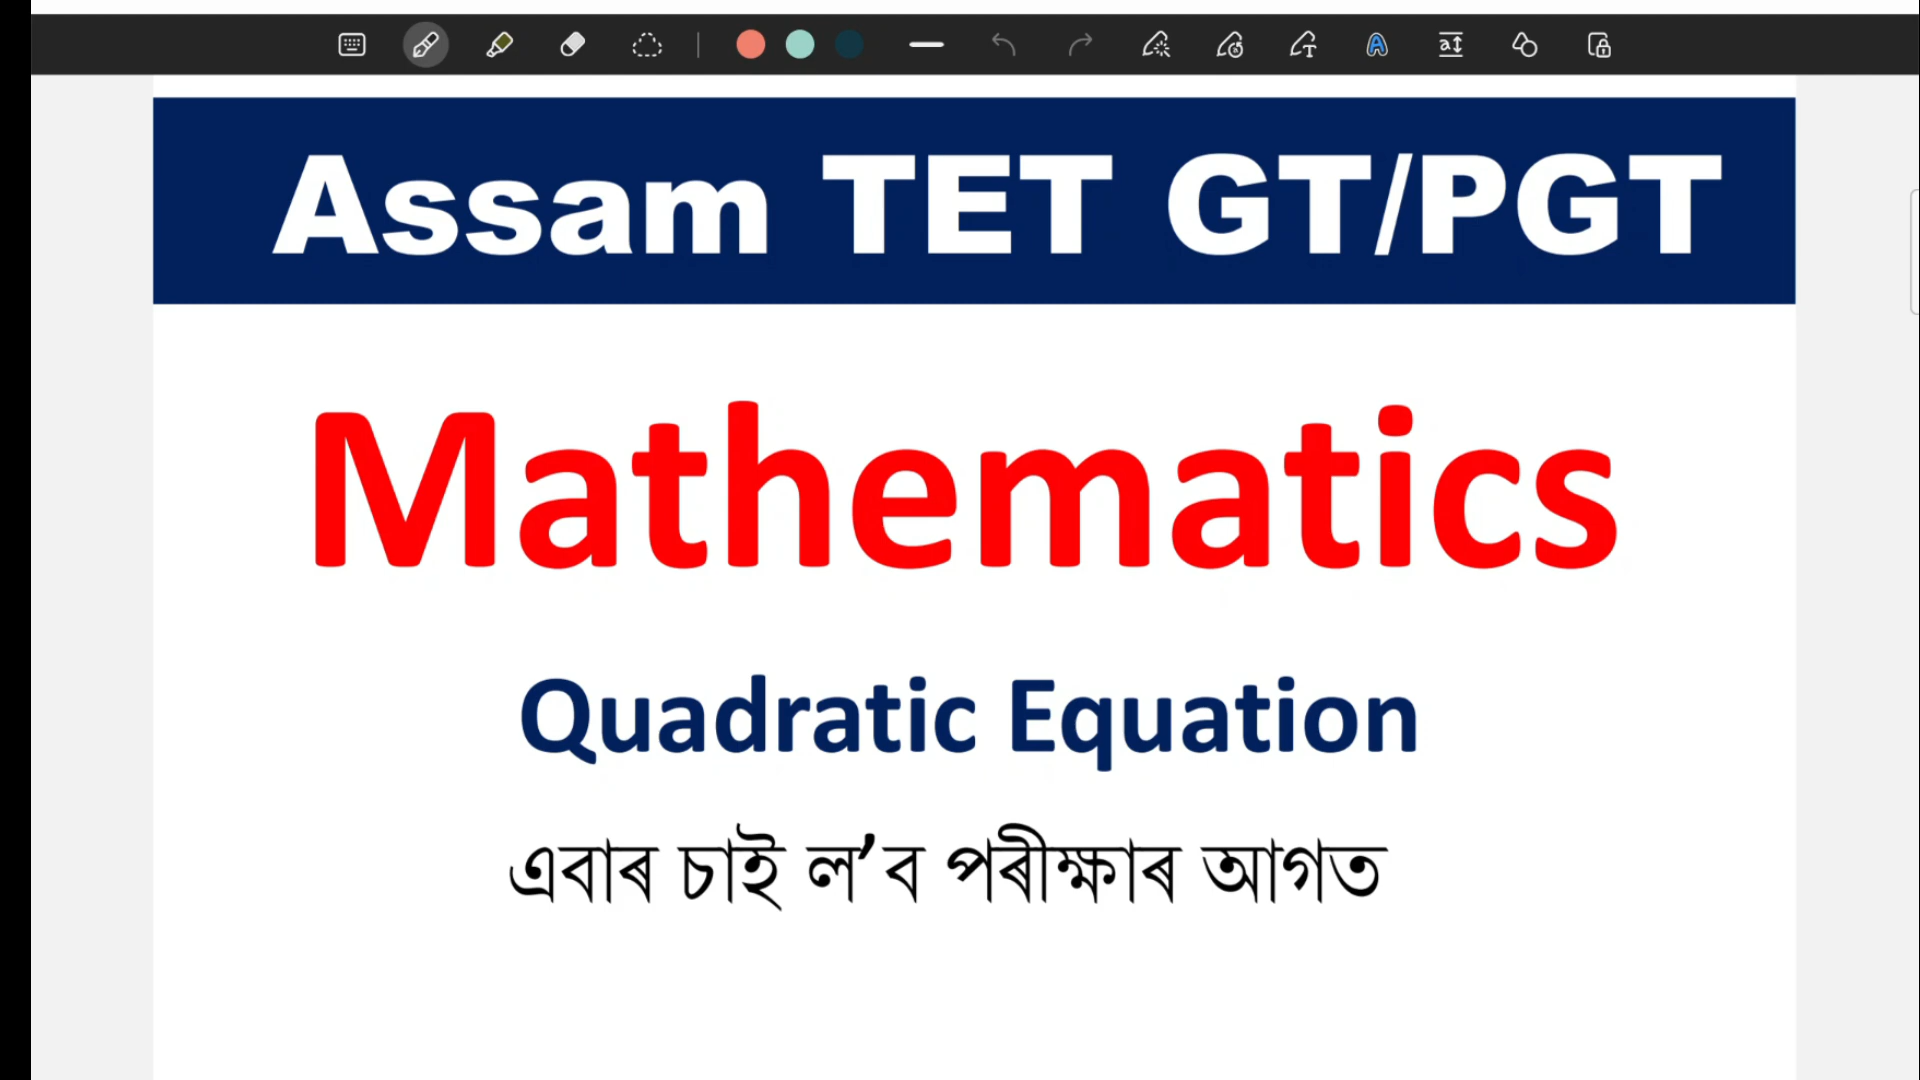 Assam TET GT/PGT
Mathematics
Quadratic Equation
এবাৰ চাই ল’ব পৰীক্ষাৰ আগত